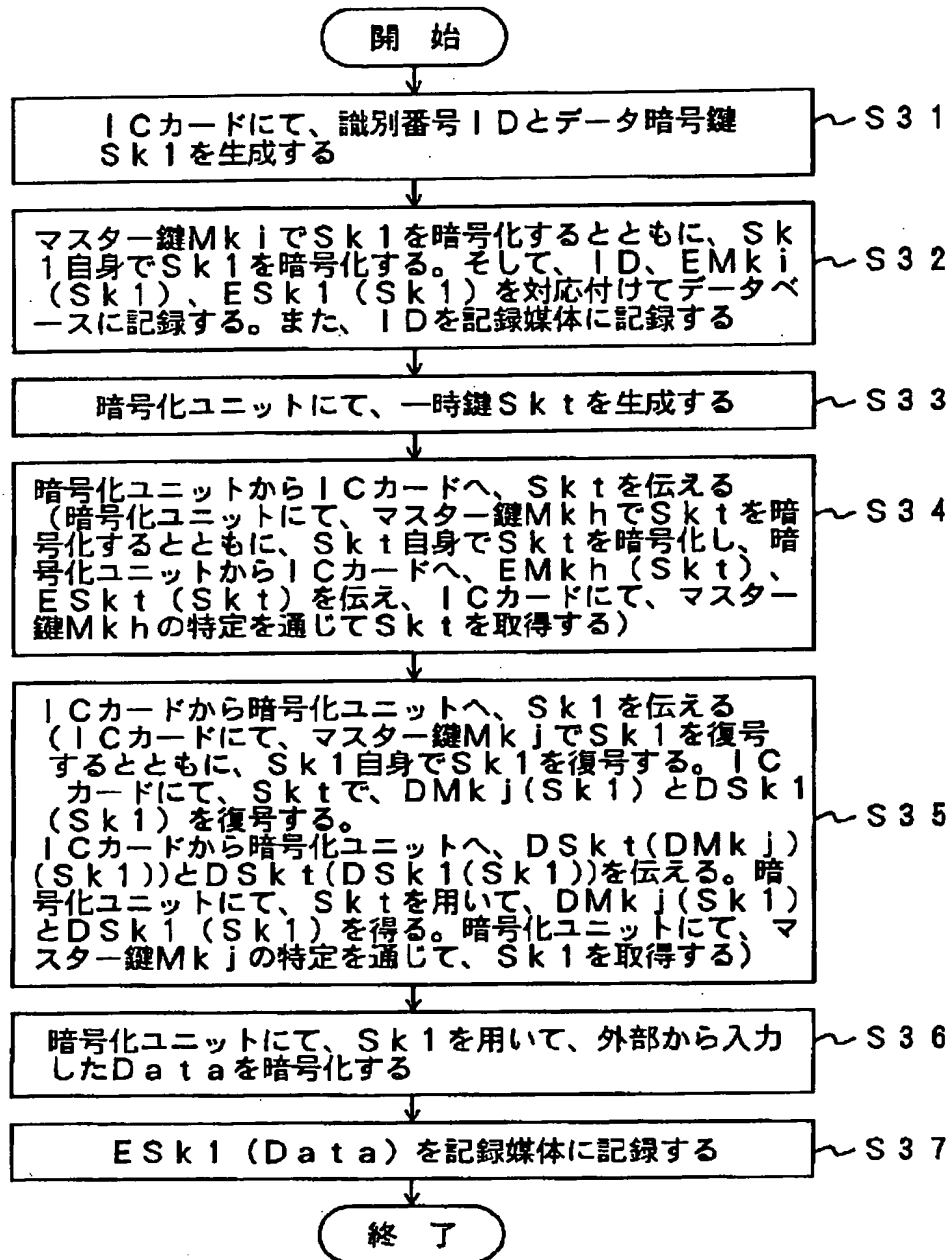 開 始
ICカードにて、識別番号IDとデータ暗号鍵
Sk1を生成する
S31
マスター鍵MkiでSk1を暗号化するとともに、Sk
1自身でSk1を暗号化する。そして、ID、EMki
(Sk1)、ESk1(Sk1)を対応付けてデータベ
ースに記録する。また、IDを記録媒体に記録する
S32
暗号化ユニットにて、一時鍵Sktを生成する
S33
暗号化ユニットからICカードへ、Sktを伝える
(暗号化ユニットにて、マスター鍵MkhでSktを暗
号化するとともに、Skt自身でSktを暗号化し、暗
号化ユニットからICカードへ、EMkh(Skt)、
ESkt(Skt)を伝え、ICカードにて、マスター
鍵Mkhの特定を通じてSktを取得する)
S34
ICカードから暗号化ユニットへ、Sk1を伝える
(ICカードにて、マスター鍵MkjでSk1を復号
するとともに、Sk1自身でSk1を復号する。IC
カードにて、Sktで、DMkj(Sk1)とDSk1
(Sk1)を復号する。
ICカードから暗号化ユニットへ、DSkt(DMkj)
(Sk1))とDSkt(DSk1(Sk1))を伝える。暗
号化ユニットにて、Sktを用いて、DMkj(Sk1)
とDSk1(Sk1)を得る。暗号化ユニットにて、マ
スター鍵Mkjの特定を通じて、Sk1を取得する)
S35
暗号化ユニットにて、Sk1を用いて、外部から入力
したDataを暗号化する
S36
ESk1(Data)を記録媒体に記録する
S37
終 了